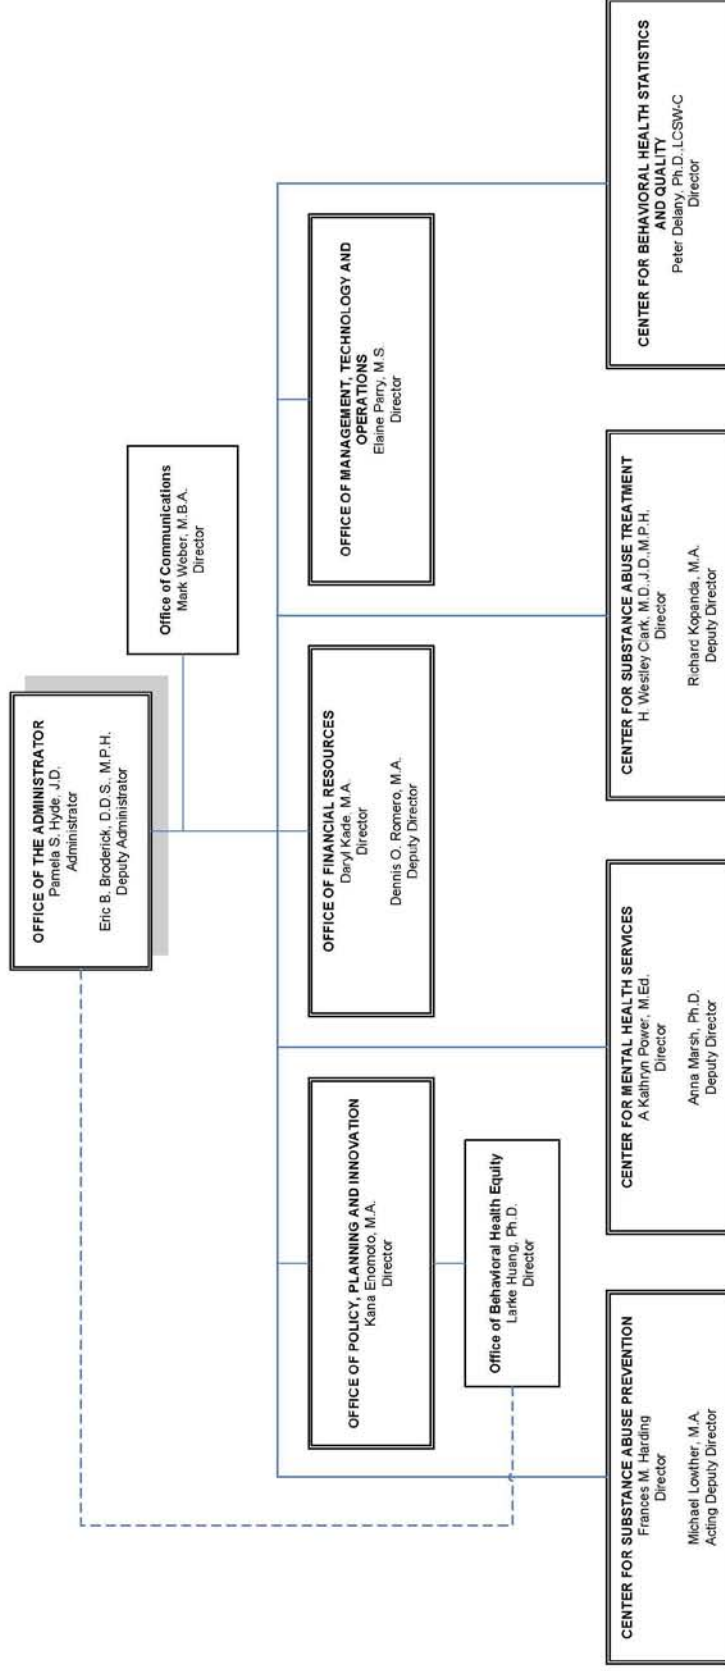 OFFICE OF THE ADMINISTRATOR
Pamela S. Hyde, J.D.
Administrator
Eric B. Broderick, D.D.S., M.P.H.
Deputy Administrator
Office of Communications
Mark Weber, M.B.A.
Director
OFFICE OF POLICY, PLANNING AND INNOVATION
Kana Enomoto, M.A.
Director
OFFICE OF FINANCIAL RESOURCES
Daryl Kade, M.A.
Director
Dennis O. Romero, M.A.
Deputy Director
OFFICE OF MANAGEMENT, TECHNOLOGY AND
OPERATIONS
Elaine Parry, M.S.
Director
Office of Behavioral Health Equity
Larke Huang, Ph.D.
Director
CENTER FOR SUBSTANCE ABUSE PREVENTION
Frances M. Harding
Director
Michael Lowther, M.A.
Acting Deputy Director
CENTER FOR MENTAL HEALTH SERVICES
A Kathryn Power, M.Ed.
Director
Anna Marsh, Ph.D.
Deputy Director
CENTER FOR SUBSTANCE ABUSE TREATMENT
H. Westley Clark, M.D.,J.D.,M.P.H.
Director
Richard Kopanda, M.A.
Deputy Director
CENTER FOR BEHAVIORAL HEALTH STATISTICS
AND QUALITY
Peter Delany, Ph.D.,LCSW-C
Director